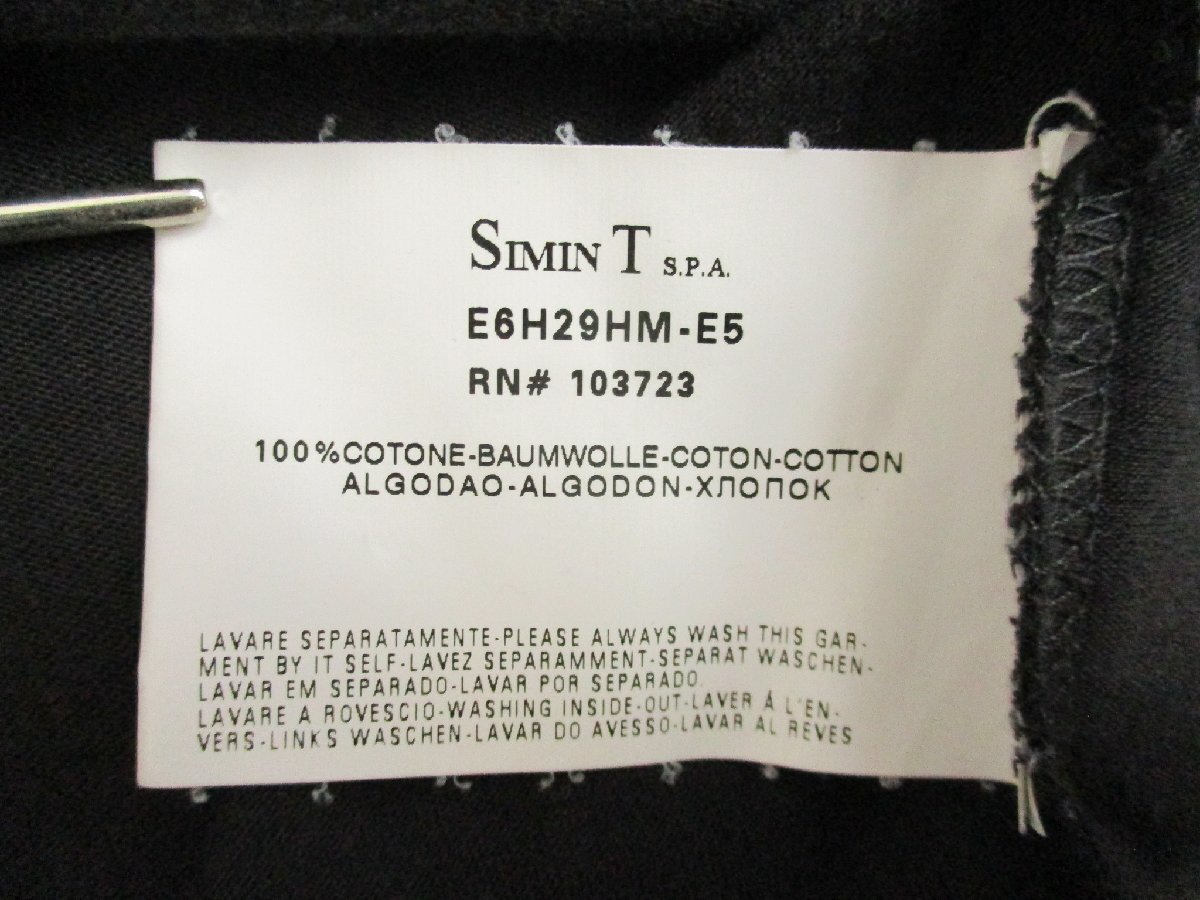 SIMIN T S.P.A.
E6H29HM-E5
RN# 103723
100%COTONE-BAUMWOLLE-COTON-COTTON
ALGODAO-ALGODON-ХЛОПОК
LAVARE SEPARATAMENTE-PLEASE ALWAYS WASH THIS GAR-
MENT BY IT SELF-LAVEZ SEPARAMMENT-SEPARAT WASCHEN-
LAVAR EM SEPARADO-LAVAR POR SEPARADO.
LAVARE A ROVESCIO-WASHING INSIDE-OUT-LAVER Á L'EN-
VERS-LINKS WASCHEN-LAVAR DO AVESSO-LAVAR AL REVES